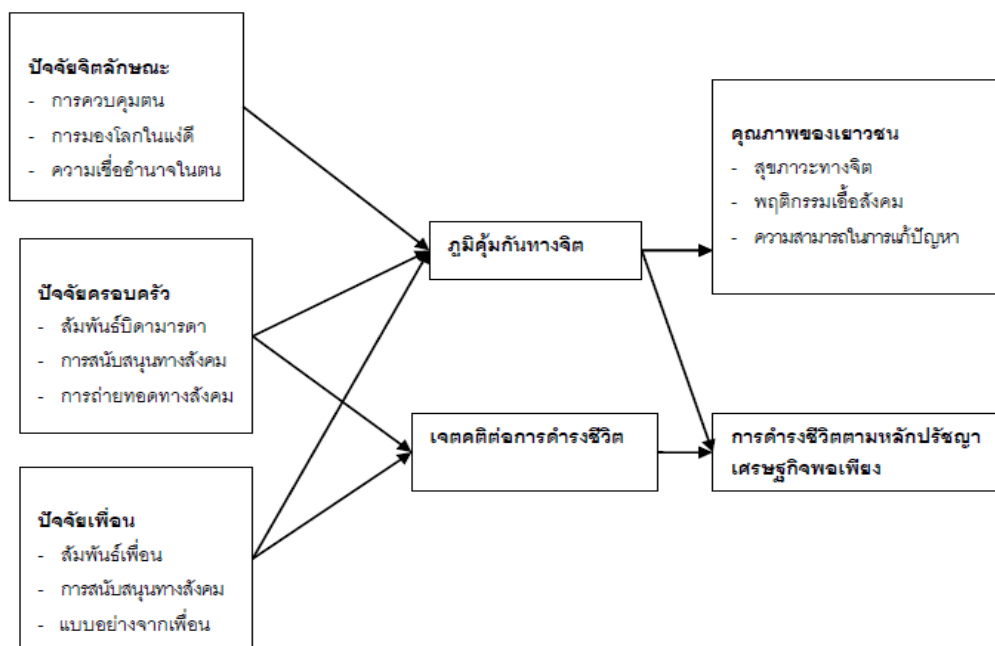 ปัจจัยจิตลักษณะ
- การควบคุมตน
- การมองโลกในแง่ดี
- ความเชื่ออำนาจในตน
ปัจจัยครอบครัว
- สัมพันธ์บิดามารดา
- การสนับสนุนทางสังคม
- การถ่ายทอดทางสังคม
ปัจจัยเพื่อน
- สัมพันธ์เพื่อน
- การสนับสนุนทางสังคม
- แบบอย่างจากเพื่อน
ภูมิคุ้มกันทางจิต
เจตคติต่อการดำรงชีวิต
คุณภาพของเยาวชน
- สุขภาวะทางจิต
- พฤติกรรมเอื้อสังคม
- ความสามารถในการแก้ปัญหา
การดำรงชีวิตตามหลักปรัชญา
เศรษฐกิจพอเพียง